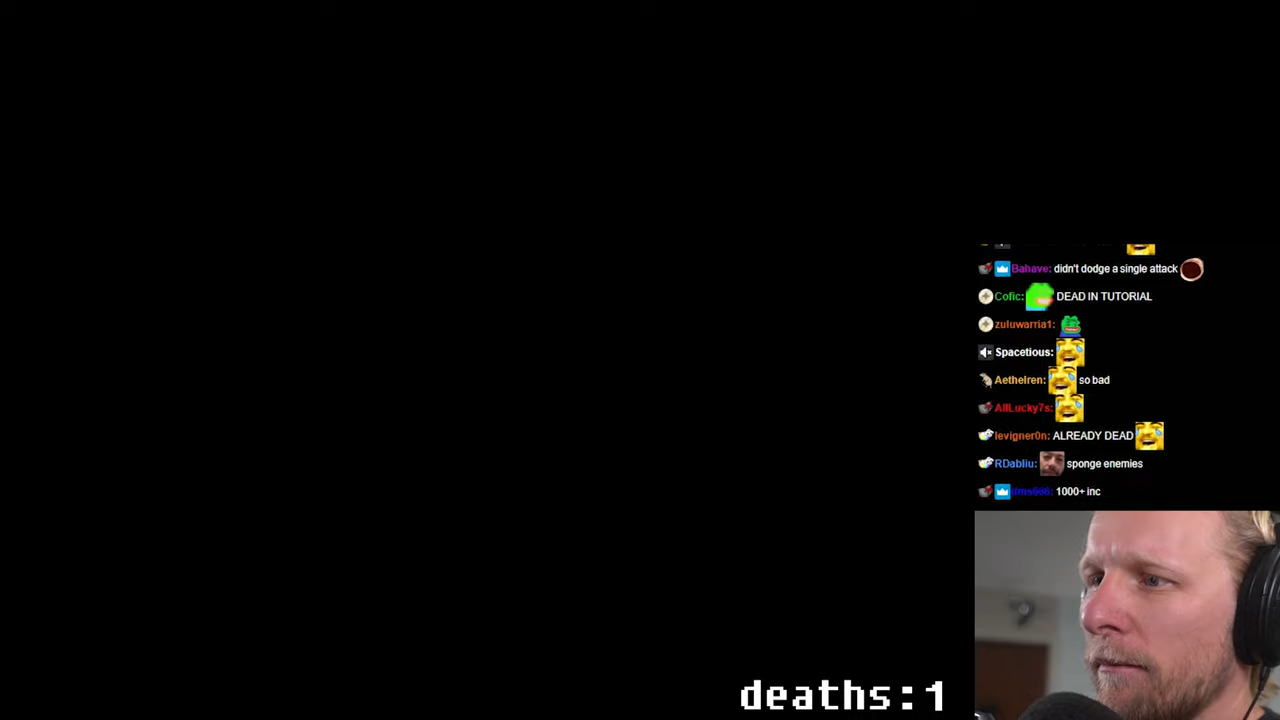 Bahave: didn't dodge a single attack
Cofic: DEAD IN TUTORIAL
zuluwarria1:
Spacetious:
Aethelren: so bad
AllLucky7s:
levigner0n: ALREADY DEAD
RDabliu: sponge enemies
dms666: 1000+ inc
deaths:1